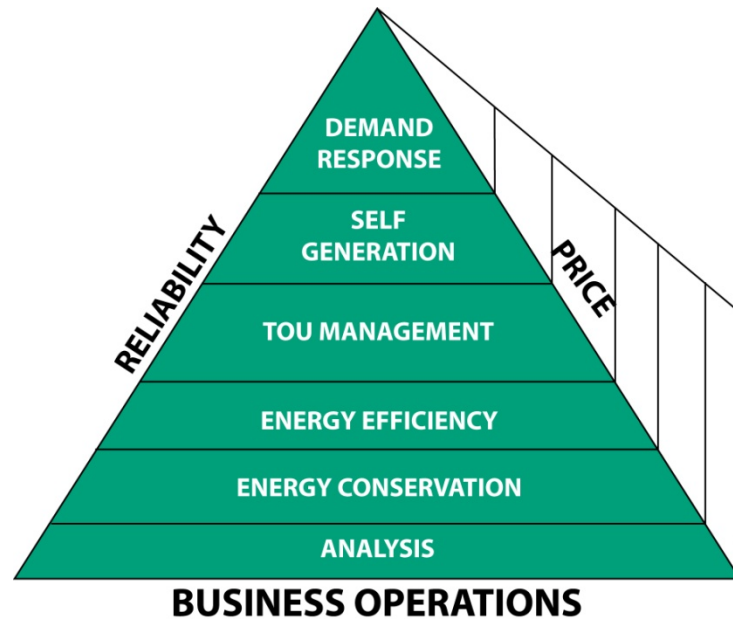 DEMAND
RESPONSE
SELF
GENERATION
RELIABILITY
PRICE
TOU MANAGEMENT
ENERGY EFFICIENCY
ENERGY CONSERVATION
ANALYSIS
BUSINESS OPERATIONS